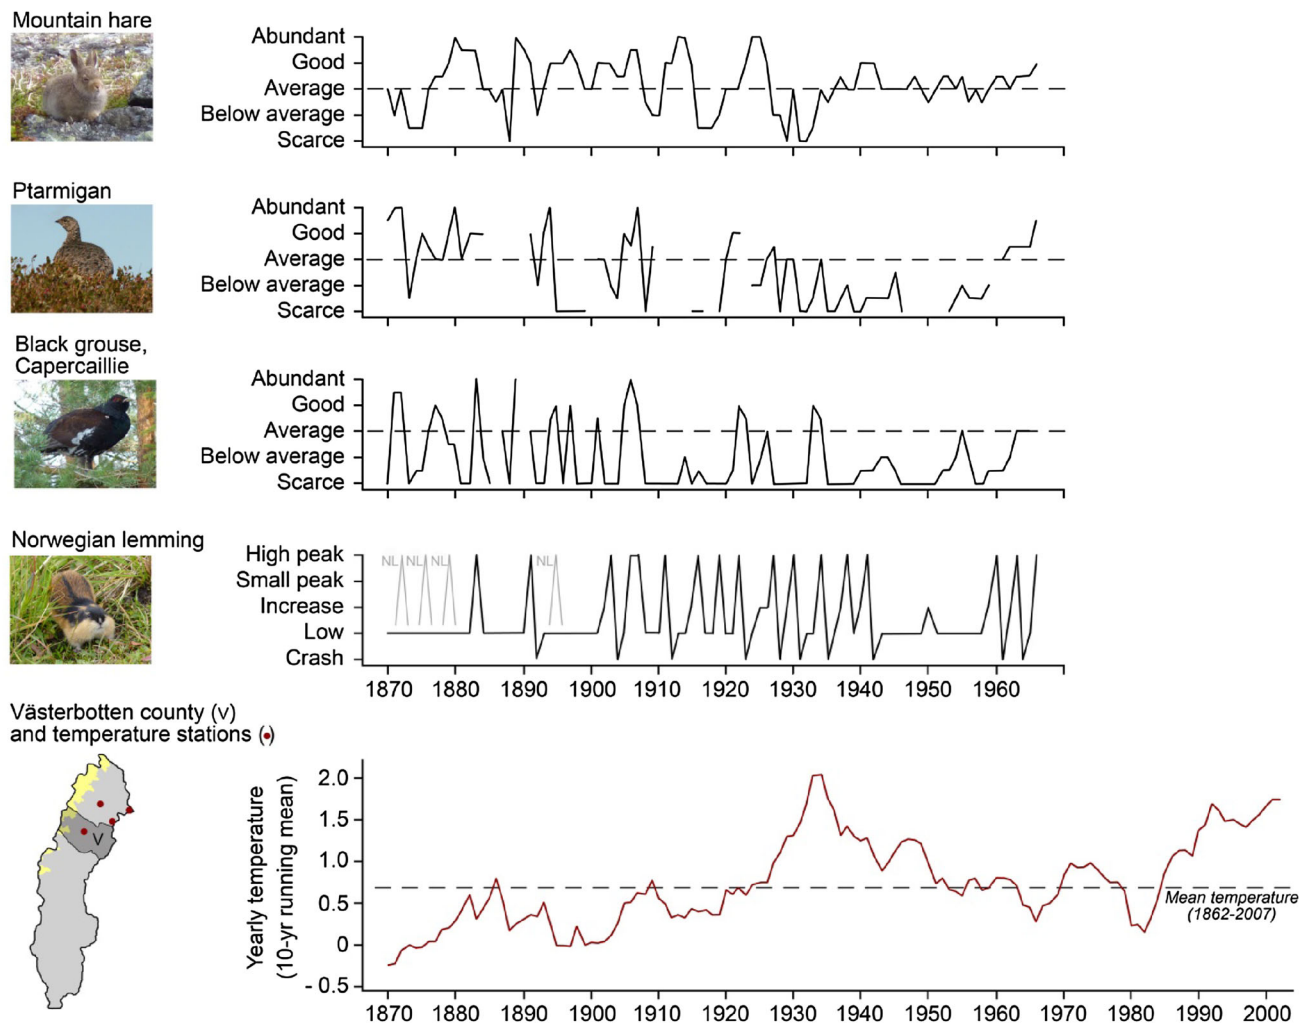 Mountain hare
Abundant
Good
Average
Below average
Scarce
Ptarmigan
Abundant
Good
Average
Below average
Scarce
Black grouse,
Capercaillie
Abundant
Good
Average
Below average
Scarce
Norwegian lemming
High peak
Small peak
Increase
Low
Crash
NL NL NL NL
1870 1880 1890 1900 1910 1920 1930 1940 1950 1960
Västerbotten county (v)
and temperature stations (•)
V
Yearly temperature
(10-yr running mean)
2.0
1.5
1.0
0.5
0
- 0.5
Mean temperature
(1862-2007)
1870 1880 1890 1900 1910 1920 1930 1940 1950 1960 1970 1980 1990 2000